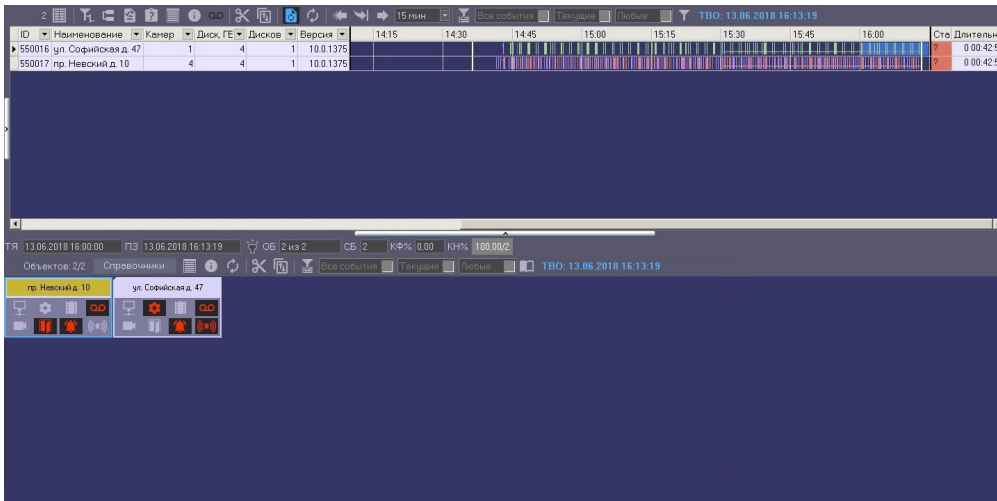 2 15 мин Все события Текущие Любые ТВО: 13.06.2018 16:13:19
ID Наименование Камер Диск, ГБ Дисков Версия 14:15 14:30 14:45 15:00 15:15 15:30 15:45 16:00 Ста Длительн
550016 ул. Софийская д. 47 1 4 1 10.0.1375 ? 0 00:42:5
550017 пр. Невский д. 10 4 4 1 10.0.1375 ? 0 00:42:5
ТЯ 13.06.2018 16:00:00 ПЗ 13.06.2018 16:13:19 ОБ 2 из 2 СБ 2 КФ% 0,00 КН% 100,00/2
Объектов: 2/2 Справочники Все события Текущие Любые ТВО: 13.06.2018 16:13:19
пр. Невский д. 10 ул. Софийская д. 47